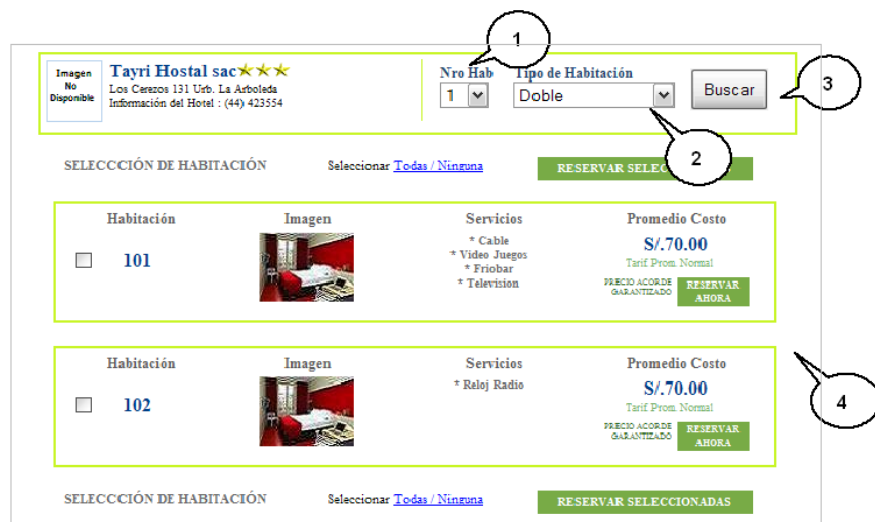 1
Imagen
No
Disponible
Tayri Hostal sac
Los Cerezos 131 Urb. La Arboleda
Información del Hotel : (44) 423554
Nro Hab
1
Tipo de Habitación
Doble
Buscar
3
2
SELECCCIÓN DE HABITACIÓN
Seleccionar Todas / Ninguna
RESERVAR SELEC
Habitación Imagen Servicios Promedio Costo
101
* Cable
* Video Juegos
* Friobar
* Television
S/.70.00
Tarif Prom. Normal
PRECIO ACORDE
GARANTIZADO
RESERVAR
AHORA
Habitación Imagen Servicios Promedio Costo
102
* Reloj Radio
S/.70.00
Tarif Prom. Normal
PRECIO ACORDE
GARANTIZADO
RESERVAR
AHORA
4
SELECCCIÓN DE HABITACIÓN
Seleccionar Todas / Ninguna
RESERVAR SELECCIONADAS